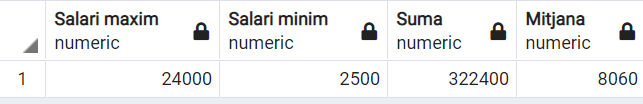 Salari maxim Salari minim Suma Mitjana
numeric numeric numeric numeric
1 24000 2500 322400 8060